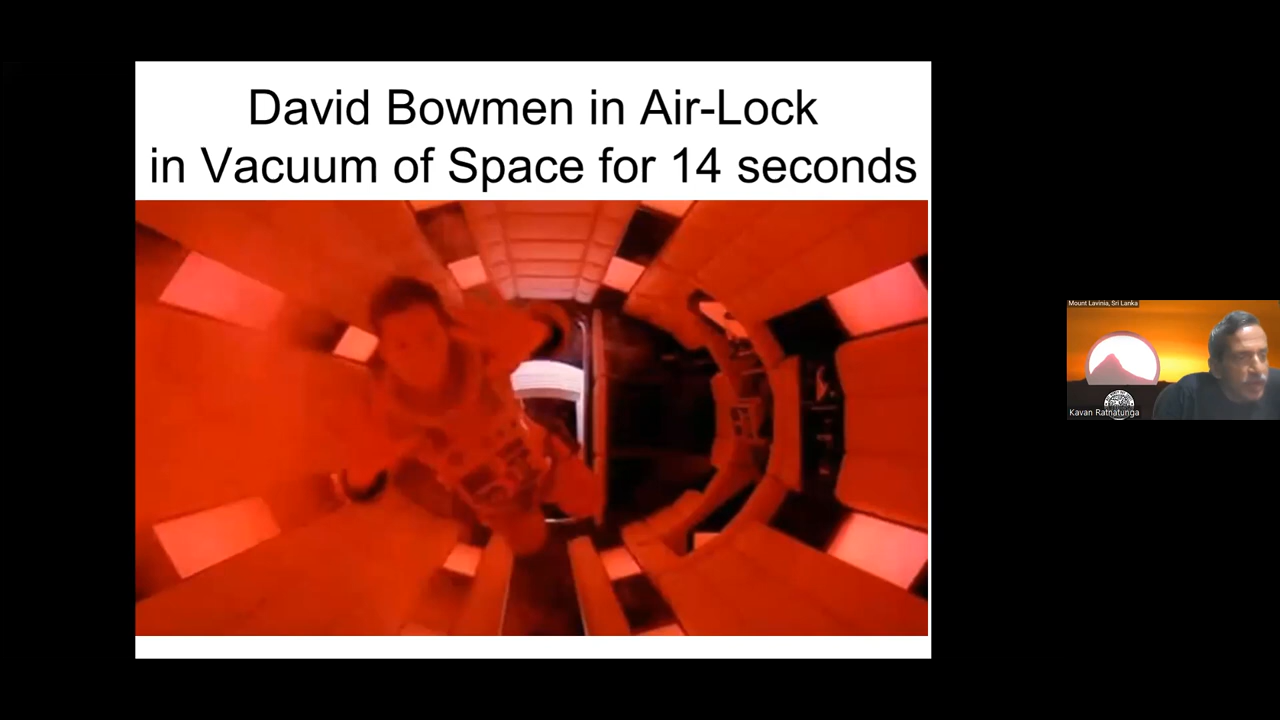 David Bowmen in Air-Lock
in Vacuum of Space for 14 seconds
Mount Lavinia, Sri Lanka
Kavan Ratnatunga